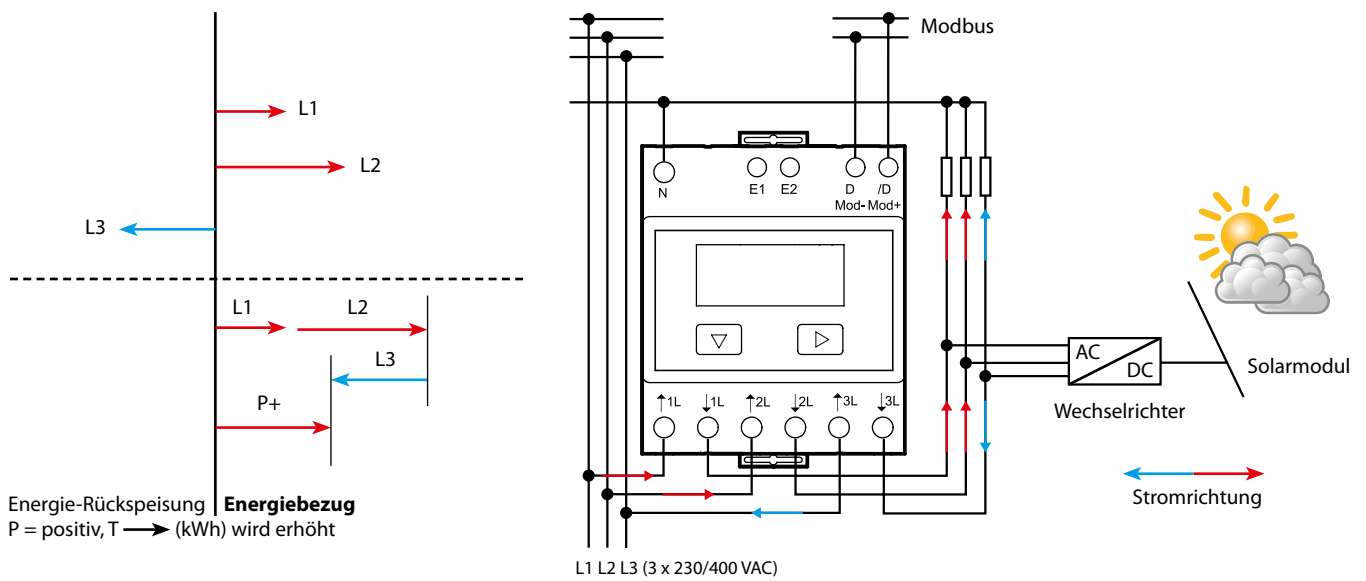 L1
L2
L3
L1
L2
L3
P+
Energie-Rückspeisung Energiebezug
P = positiv, T (kWh) wird erhöht
Modbus
N
E1
E2
D
/D
Mod-
Mod+
1L
1L
2L
2L
3L
3L
L1 L2 L3 (3 x 230/400 VAC)
AC
DC
Wechselrichter
Solarmodul
Stromrichtung